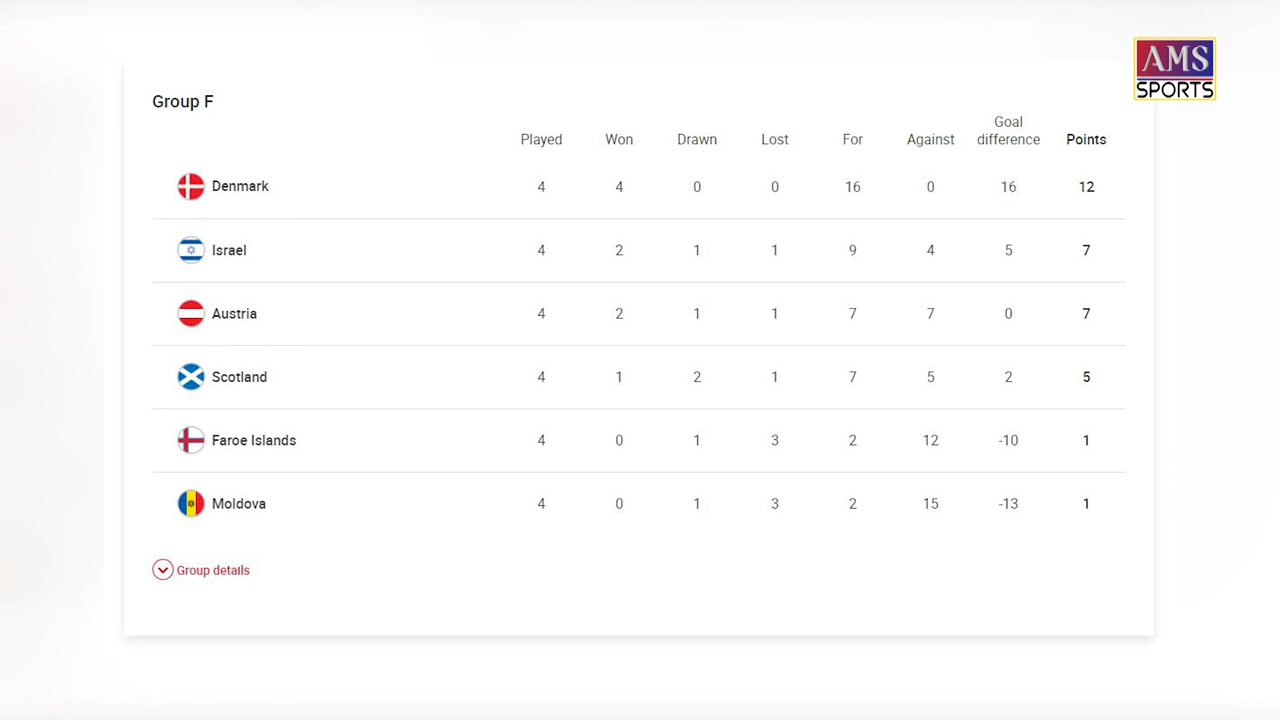 AMS
SPORTS
Group F
Played Won Drawn Lost For Against Goal difference Points
Denmark 4 4 0 0 16 0 16 12
Israel 4 2 1 1 9 4 5 7
Austria 4 2 1 1 7 7 0 7
Scotland 4 1 2 1 7 5 2 5
Faroe Islands 4 0 1 3 2 12 -10 1
Moldova 4 0 1 3 2 15 -13 1
Group details